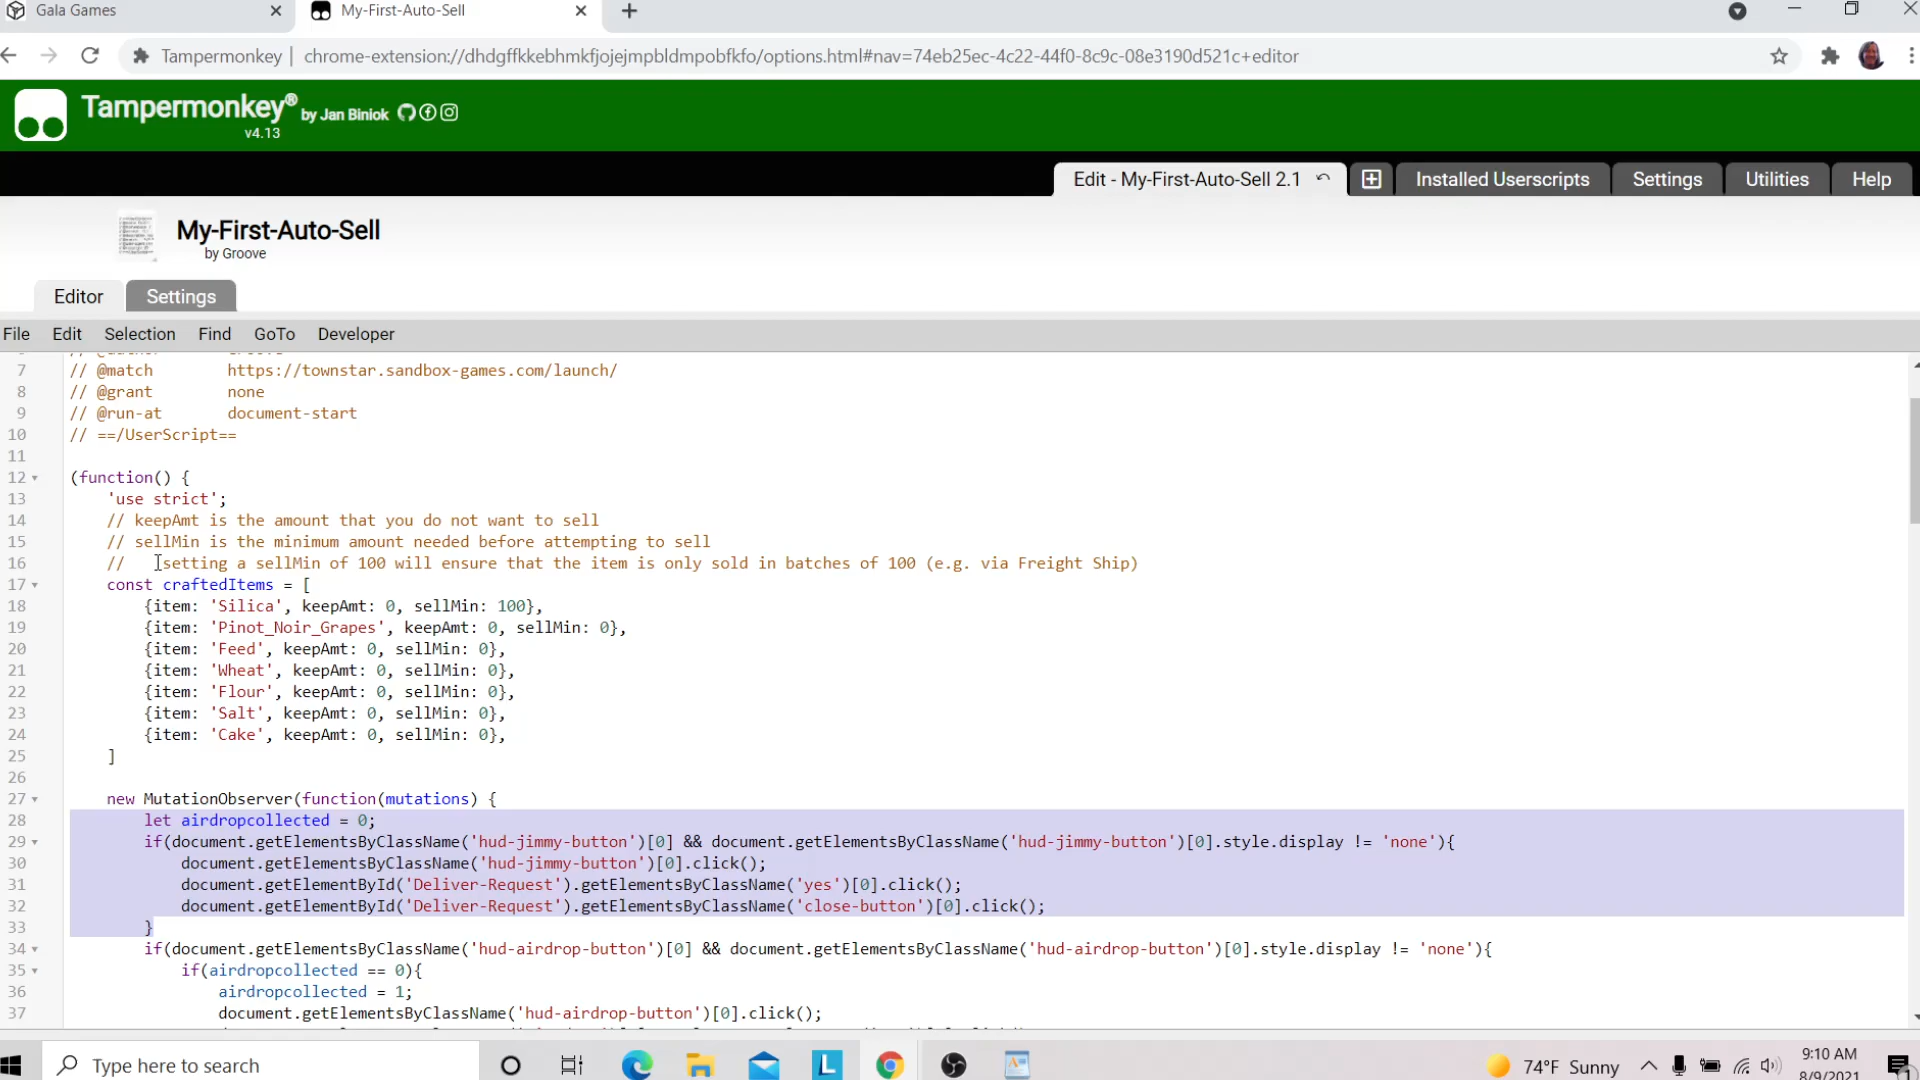 Gala Games
My-First-Auto-Sell
Tampermonkey
chrome-extension://dhdgffkkebhmkfjojejmpbldmpobfkfo/options.html#nav=74eb25ec-4c22-44f0-8c9c-08e3190d521c+editor
Tampermonkey® by Jan Biniok
v4.13
Edit - My-First-Auto-Sell 2.1
Installed Userscripts
Settings
Utilities
Help
My-First-Auto-Sell
by Groove
Editor
Settings
File Edit Selection Find GoTo Developer
7 // @match https://townstar.sandbox-games.com/launch/
8 // @grant none
9 // @run-at document-start
10 // ==/UserScript==
11
12 (function() {
13 'use strict';
14 // keepAmt is the amount that you do not want to sell
15 // sellMin is the minimum amount needed before attempting to sell
16 // setting a sellMin of 100 will ensure that the item is only sold in batches of 100 (e.g. via Freight Ship)
17 const craftedItems = [
18 {item: 'Silica', keepAmt: 0, sellMin: 100},
19 {item: 'Pinot_Noir_Grapes', keepAmt: 0, sellMin: 0},
20 {item: 'Feed', keepAmt: 0, sellMin: 0},
21 {item: 'Wheat', keepAmt: 0, sellMin: 0},
22 {item: 'Flour', keepAmt: 0, sellMin: 0},
23 {item: 'Salt', keepAmt: 0, sellMin: 0},
24 {item: 'Cake', keepAmt: 0, sellMin: 0},
25 ]
26
27 new MutationObserver(function(mutations) {
28 let airdropcollected = 0;
29 if(document.getElementsByClassName('hud-jimmy-button')[0] && document.getElementsByClassName('hud-jimmy-button')[0].style.display != 'none'){
30 document.getElementsByClassName('hud-jimmy-button')[0].click();
31 document.getElementById('Deliver-Request').getElementsByClassName('yes')[0].click();
32 document.getElementById('Deliver-Request').getElementsByClassName('close-button')[0].click();
33 }
34 if(document.getElementsByClassName('hud-airdrop-button')[0] && document.getElementsByClassName('hud-airdrop-button')[0].style.display != 'none'){
35 if(airdropcollected == 0){
36 airdropcollected = 1;
37 document.getElementsByClassName('hud-airdrop-button')[0].click();
Type here to search
74°F Sunny
9:10 AM
8/9/2021